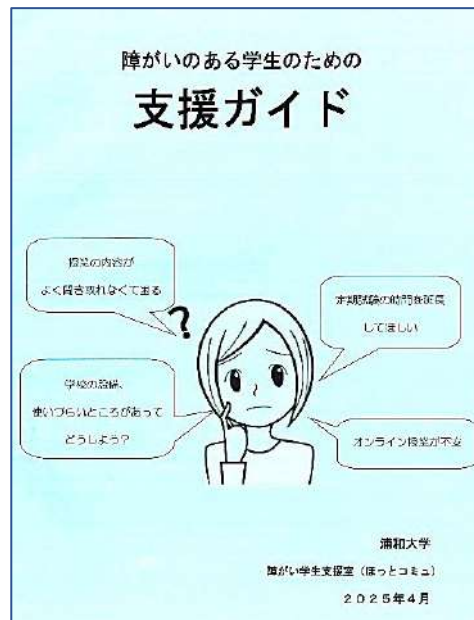 障がいのある学生のための
支援ガイド
授業の内容が
よく聞き取れなくて困る
?
定期試験の時間を延長
してほしい
学校の設備、
使いづらいところがあって
どうしよう？
オンライン授業が不安
浦和大学
障がい学生支援室（ほっとコミュ）
２０２５年４月